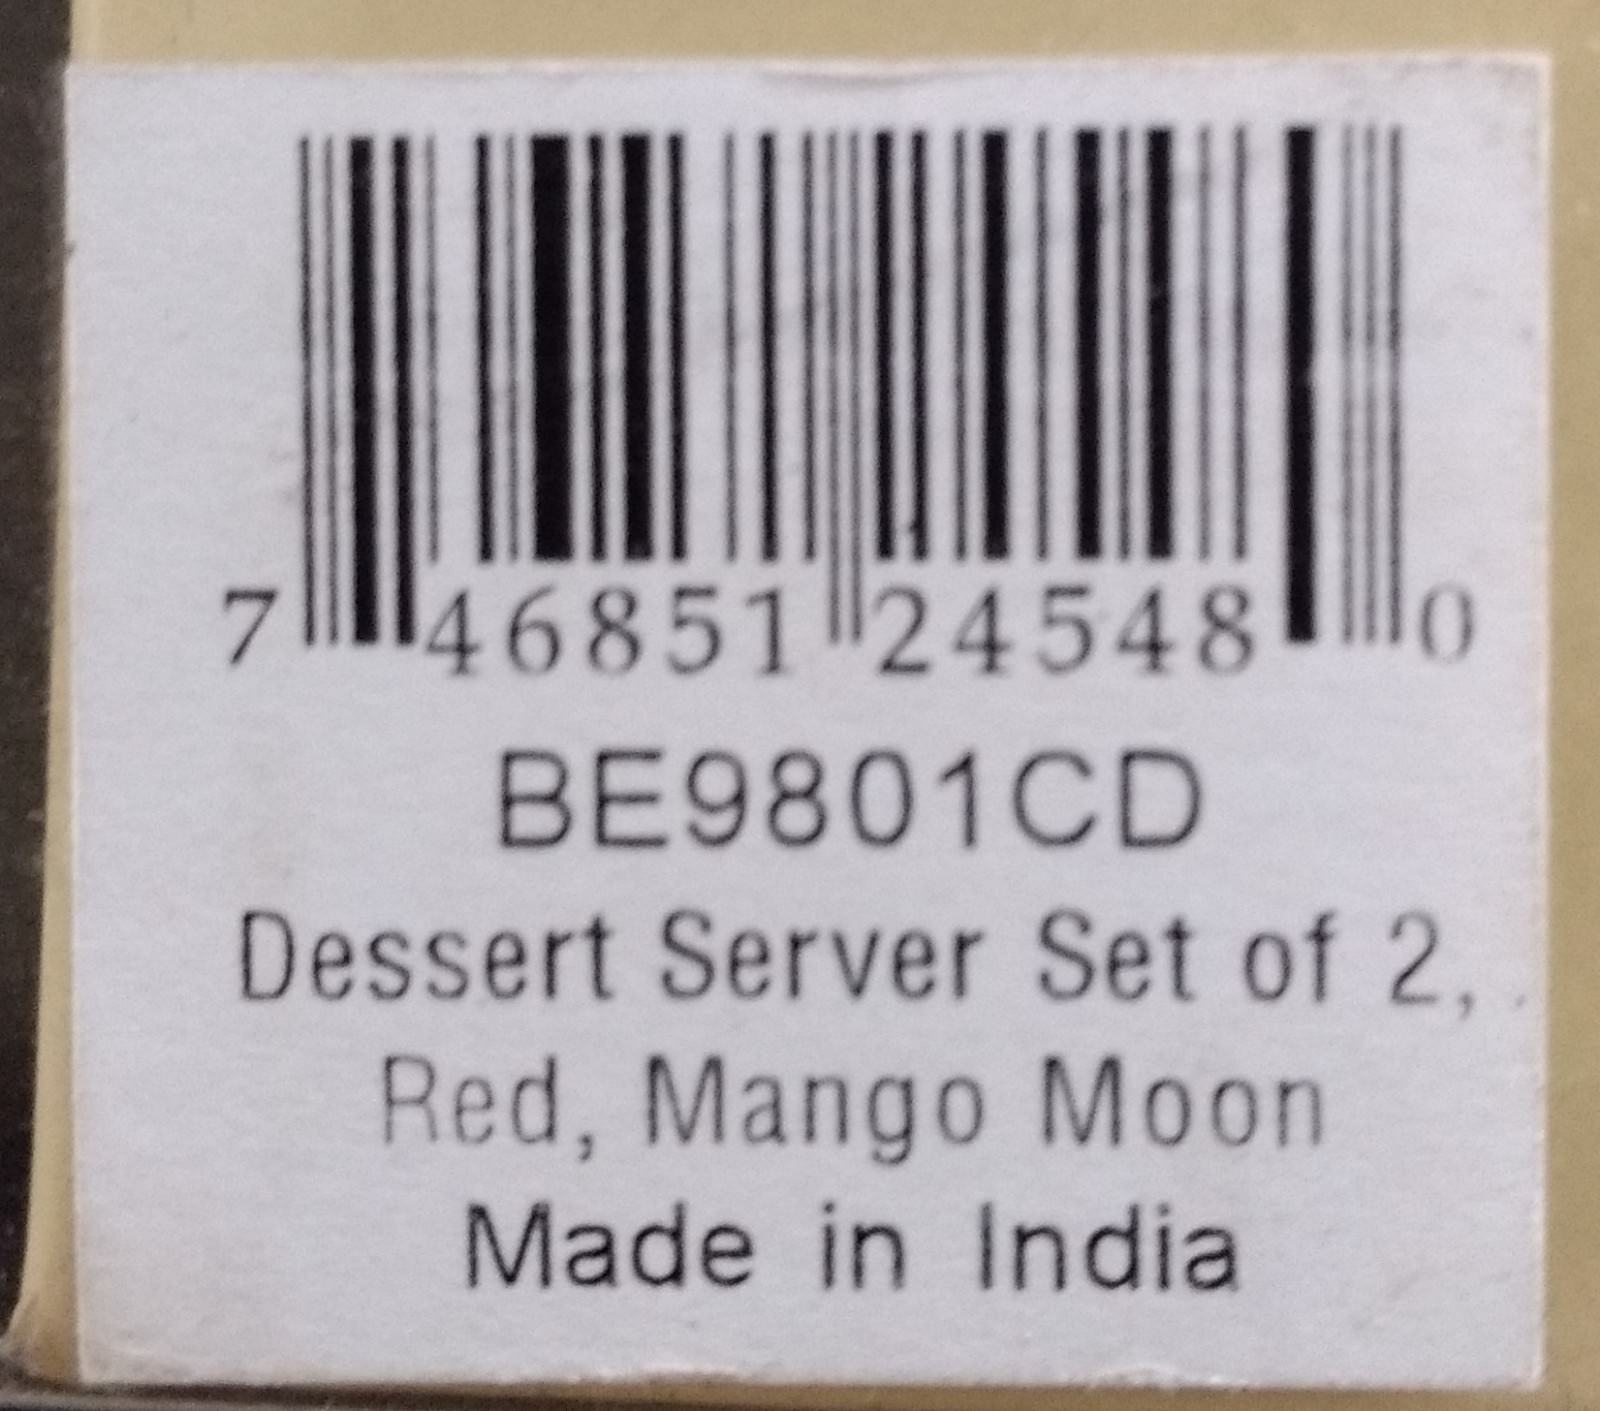 7 46851 24548 0
BE9801CD
Dessert Server Set of 2,
Red, Mango Moon
Made in India